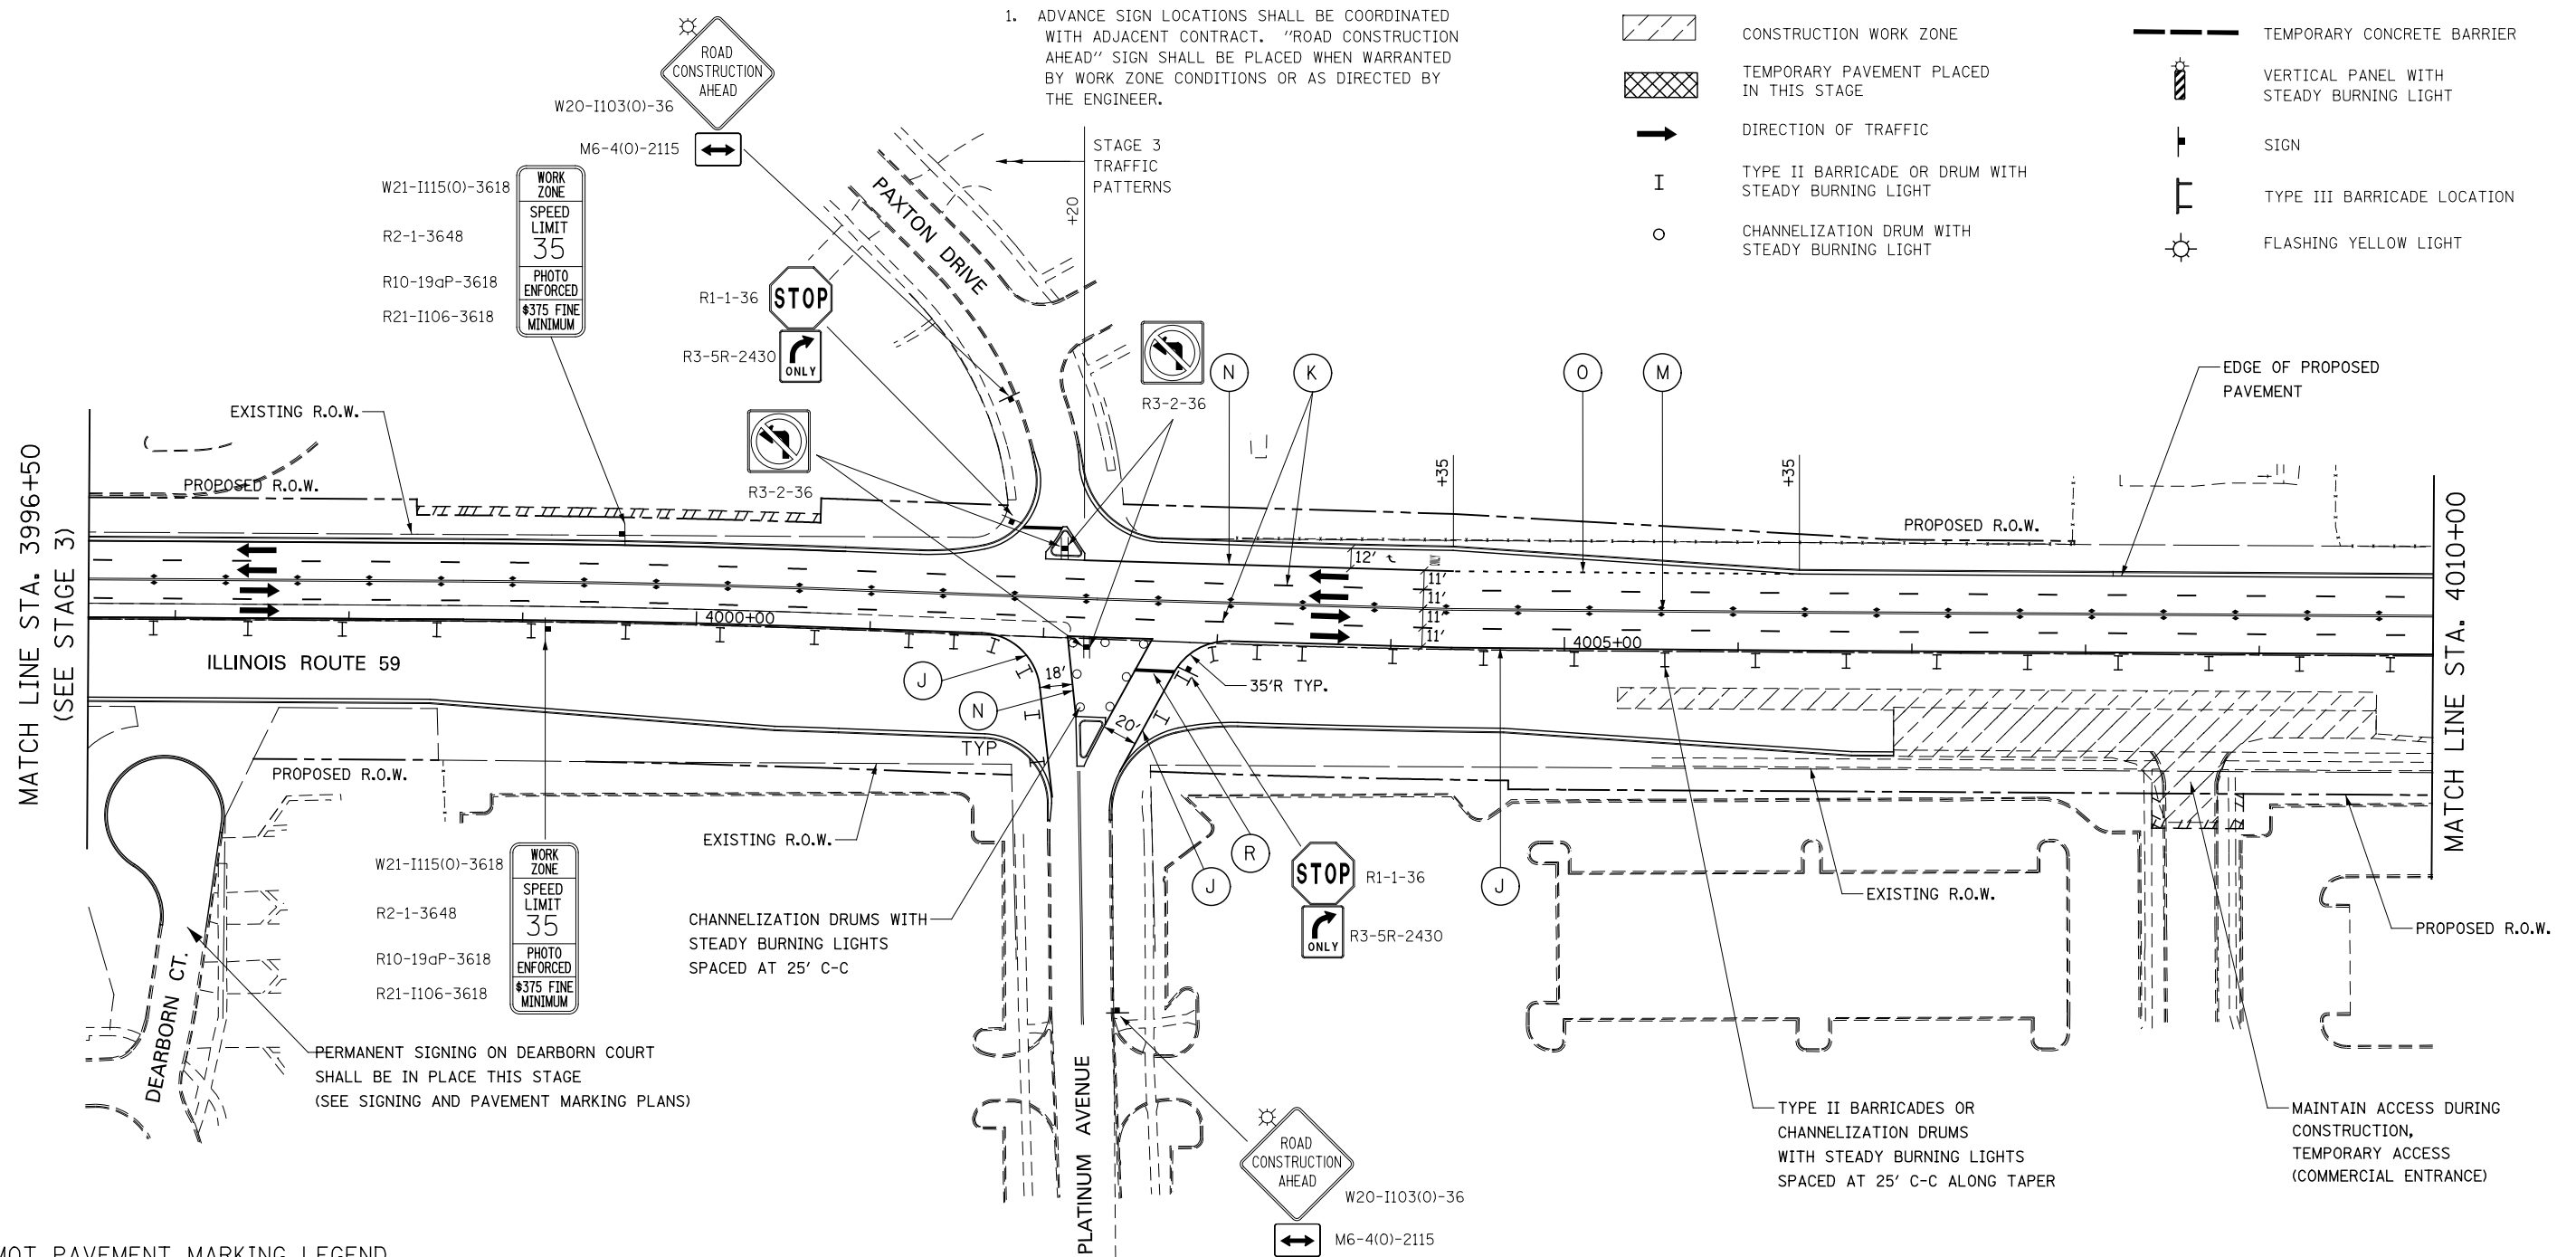 1. ADVANCE SIGN LOCATIONS SHALL BE COORDINATED
WITH ADJACENT CONTRACT. "ROAD CONSTRUCTION
AHEAD" SIGN SHALL BE PLACED WHEN WARRANTED
BY WORK ZONE CONDITIONS OR AS DIRECTED BY
THE ENGINEER.
CONSTRUCTION WORK ZONE
TEMPORARY PAVEMENT PLACED
IN THIS STAGE
DIRECTION OF TRAFFIC
TYPE II BARRICADE OR DRUM WITH
STEADY BURNING LIGHT
CHANNELIZATION DRUM WITH
STEADY BURNING LIGHT
TEMPORARY CONCRETE BARRIER
VERTICAL PANEL WITH
STEADY BURNING LIGHT
SIGN
TYPE III BARRICADE LOCATION
FLASHING YELLOW LIGHT
ROAD
CONSTRUCTION
AHEAD
W20-I103(O)-36
M6-4(O)-2115
STAGE 3
TRAFFIC
PATTERNS
+20
PAXTON DRIVE
W21-I115(O)-3618
R2-1-3648
R10-19aP-3618
R21-I106-3618
WORK
ZONE
SPEED
LIMIT
35
PHOTO
ENFORCED
$375 FINE
MINIMUM
R1-1-36
STOP
R3-5R-2430
ONLY
R3-2-36
R3-2-36
N
K
O
M
EDGE OF PROPOSED
PAVEMENT
EXISTING R.O.W.
PROPOSED R.O.W.
+35
+35
PROPOSED R.O.W.
MATCH LINE STA. 3996+50
(SEE STAGE 3)
MATCH LINE STA. 4010+00
12'
11'
11'
11'
11'
4000+00
4005+00
ILLINOIS ROUTE 59
J
N
18'
TYP
20'
35'R TYP.
PROPOSED R.O.W.
EXISTING R.O.W.
R
J
J
STOP
R1-1-36
ONLY
R3-5R-2430
EXISTING R.O.W.
PROPOSED R.O.W.
W21-I115(O)-3618
R2-1-3648
R10-19aP-3618
R21-I106-3618
WORK
ZONE
SPEED
LIMIT
35
PHOTO
ENFORCED
$375 FINE
MINIMUM
CHANNELIZATION DRUMS WITH
STEADY BURNING LIGHTS
SPACED AT 25' C-C
DEARBORN CT.
PERMANENT SIGNING ON DEARBORN COURT
SHALL BE IN PLACE THIS STAGE
(SEE SIGNING AND PAVEMENT MARKING PLANS)
PLATINUM AVENUE
ROAD
CONSTRUCTION
AHEAD
W20-I103(O)-36
M6-4(O)-2115
TYPE II BARRICADES OR
CHANNELIZATION DRUMS
WITH STEADY BURNING LIGHTS
SPACED AT 25' C-C ALONG TAPER
MAINTAIN ACCESS DURING
CONSTRUCTION,
TEMPORARY ACCESS
(COMMERCIAL ENTRANCE)
MOT PAVEMENT MARKING LEGEND